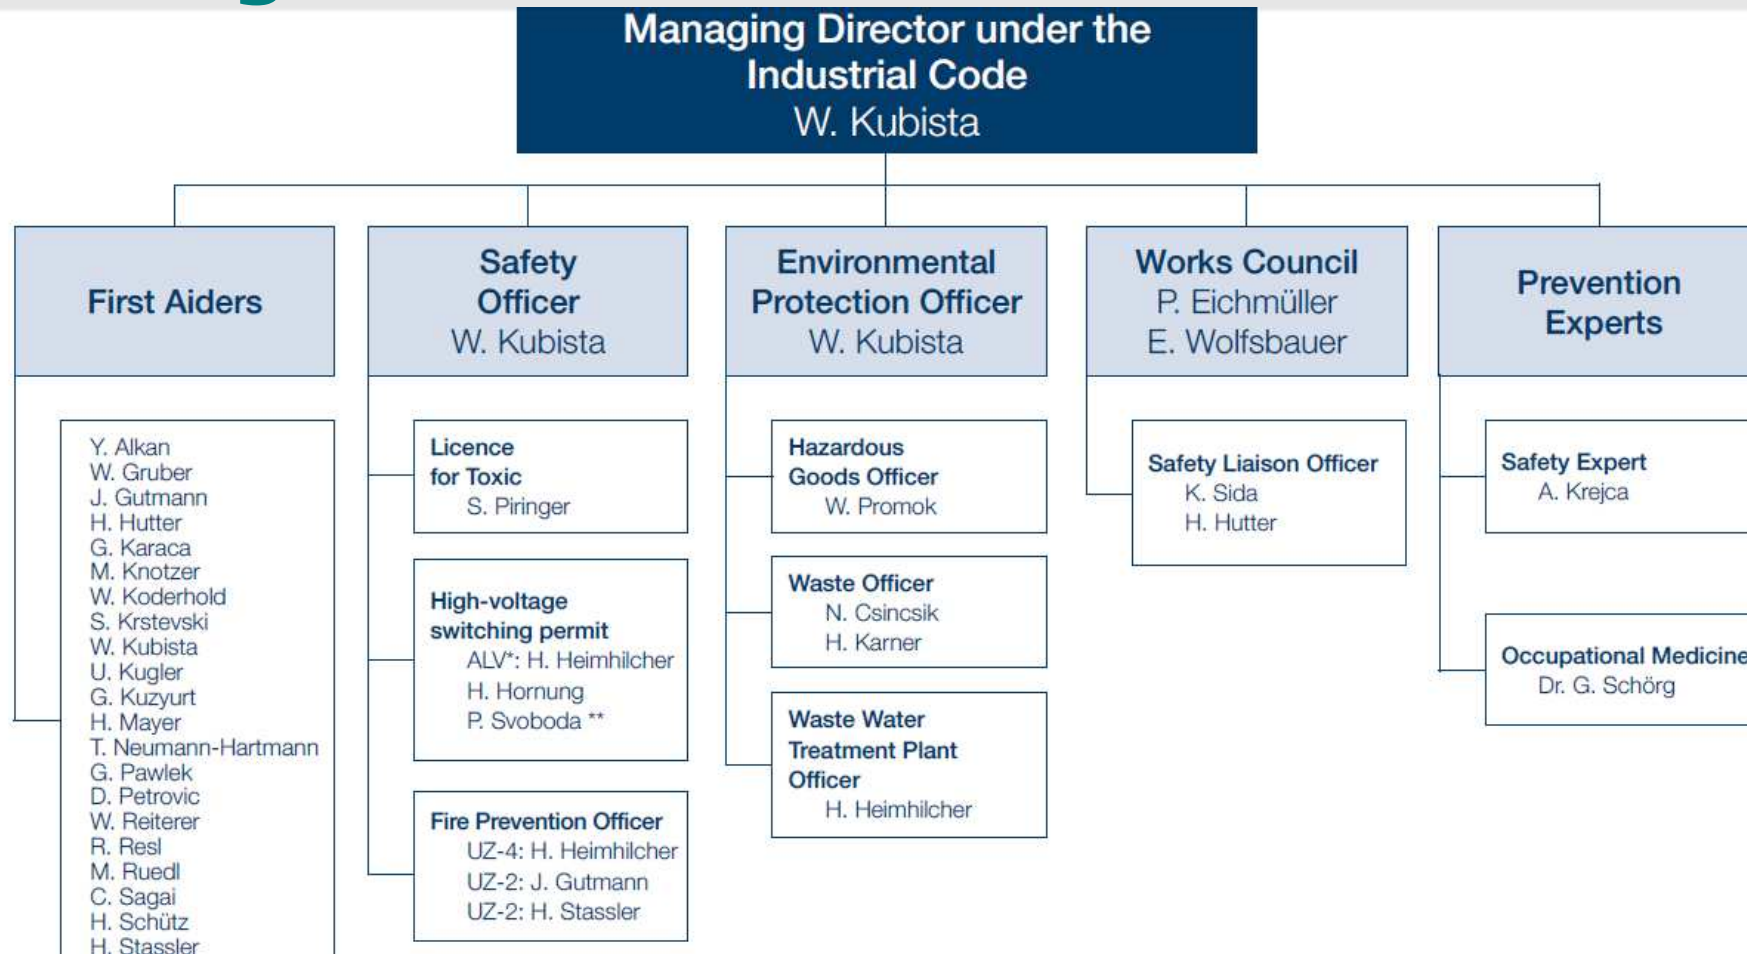 Managing Director under the
Industrial Code
W. Kubista
First Aiders
Y. Alkan
W. Gruber
J. Gutmann
H. Hutter
G. Karaca
M. Knotzer
W. Koderhold
S. Krstevski
W. Kubista
U. Kugler
G. Kuzyurt
H. Mayer
T. Neumann-Hartmann
G. Pawlek
D. Petrovic
W. Reiterer
R. Resl
M. Ruedl
C. Sagai
H. Schütz
H. Stassler
Safety
Officer
W. Kubista
Licence
for Toxic
S. Piringer
High-voltage
switching permit
ALV*: H. Heimhilcher
H. Hornung
P. Svoboda **
Fire Prevention Officer
UZ-4: H. Heimhilcher
UZ-2: J. Gutmann
UZ-2: H. Stassler
Environmental
Protection Officer
W. Kubista
Hazardous
Goods Officer
W. Promok
Waste Officer
N. Csincsik
H. Karner
Waste Water
Treatment Plant
Officer
H. Heimhilcher
Works Council
P. Eichmüller
E. Wolfsbauer
Safety Liaison Officer
K. Sida
H. Hutter
Prevention
Experts
Safety Expert
A. Krejca
Occupational Medicine
Dr. G. Schörg